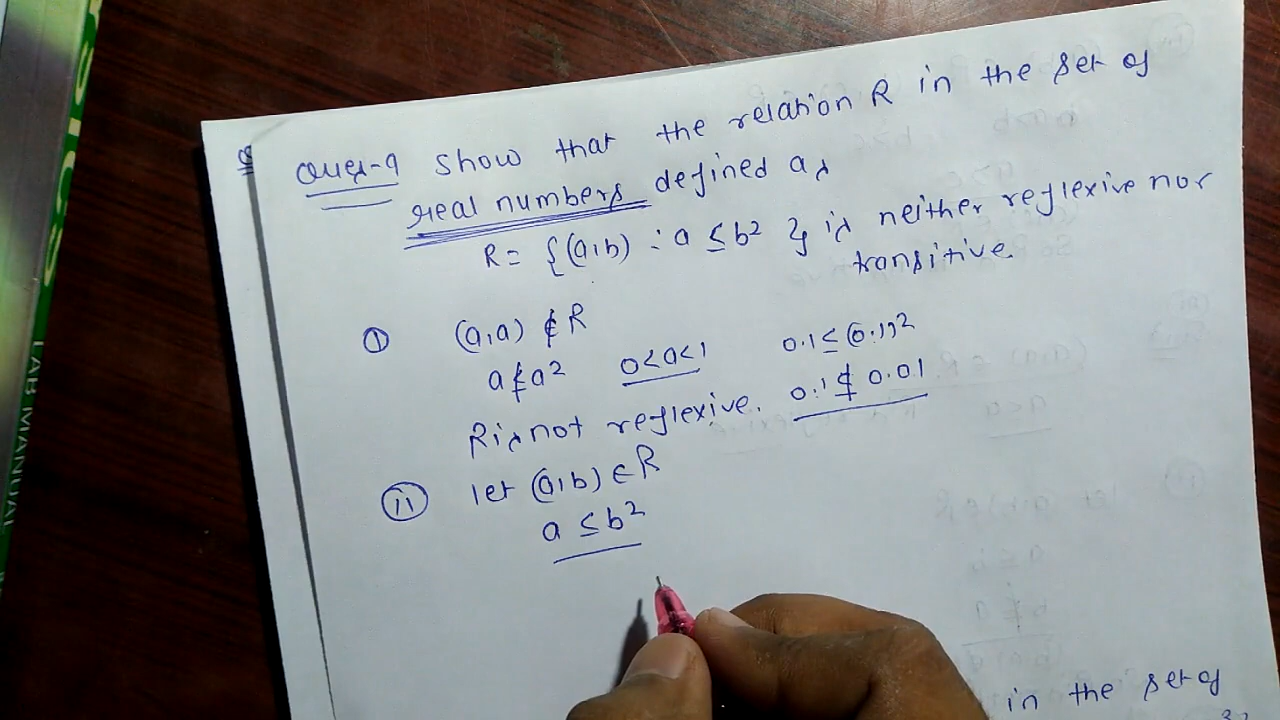 Ques-9 Show that the relation R in the set of
real numbers defined as
R = {(a,b) : a ≤ b² } is neither reflexive nor
transitive.
(i) (a,a) ∉ R
a ≰ a² 0<a<1 0.1 ≤ (0.1)²
R is not reflexive. 0.1 ≰ 0.01
(ii) let (a,b) ∈ R
a ≤ b²
in the set of
LAB MANUAL